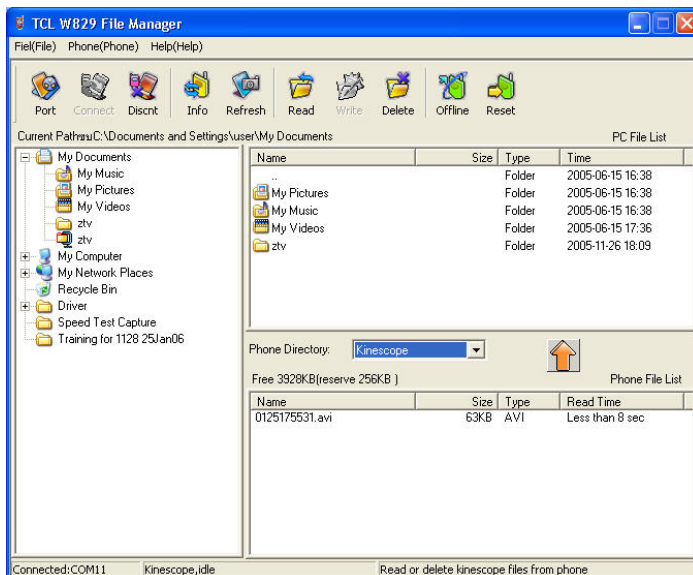 TCL W829 File Manager
Fiel(File) Phone(Phone) Help(Help)
Port Connect Discnt Info Refresh Read Write Delete Offline Reset
C:\Documents and Settings\user\My Documents PC File List
My Documents
My Music
My Pictures
My Videos
ztv
ztv
My Computer
My Network Places
Recycle Bin
Driver
Speed Test Capture
Training for 1128 25Jan06
Name Size Type Time
.. Folder 2005-06-15 16:38
My Pictures Folder 2005-06-15 16:38
My Music Folder 2005-06-15 16:38
My Videos Folder 2005-06-15 17:36
ztv Folder 2005-11-26 18:09
Phone Directory: Kinescope
Free 3928KB(reserve 256KB ) Phone File List
Name Size Type Read Time
0125175531.avi 63KB AVI Less than 8 sec
Connected:COM11 Kinescope,idle Read or delete kinescope files from phone